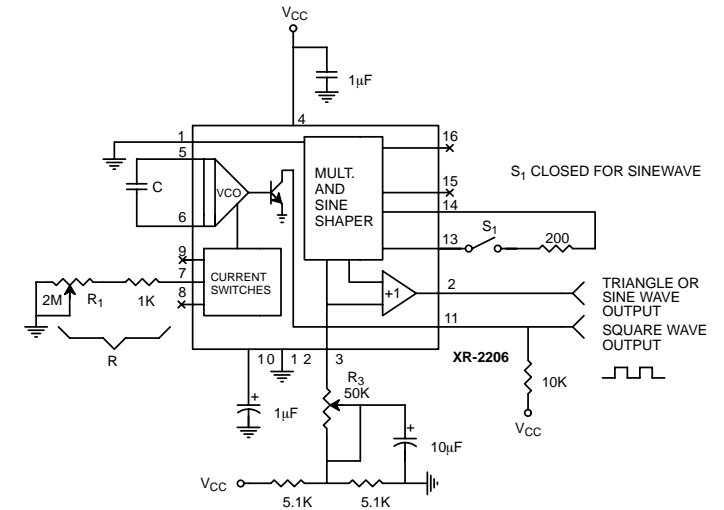 VCC
1μF
4
1
16
5
S1 CLOSED FOR SINEWAVE
MULT.
AND
SINE
SHAPER
15
C
VCO
14
S1
6
13
200
9
7
CURRENT
SWITCHES
2M
R1
1K
8
+1
2
TRIANGLE OR
SINE WAVE
OUTPUT
11
SQUARE WAVE
OUTPUT
R
10
1 2
3
XR-2206
R3
50K
10K
1μF
+
+
10μF
VCC
VCC
5.1K
5.1K